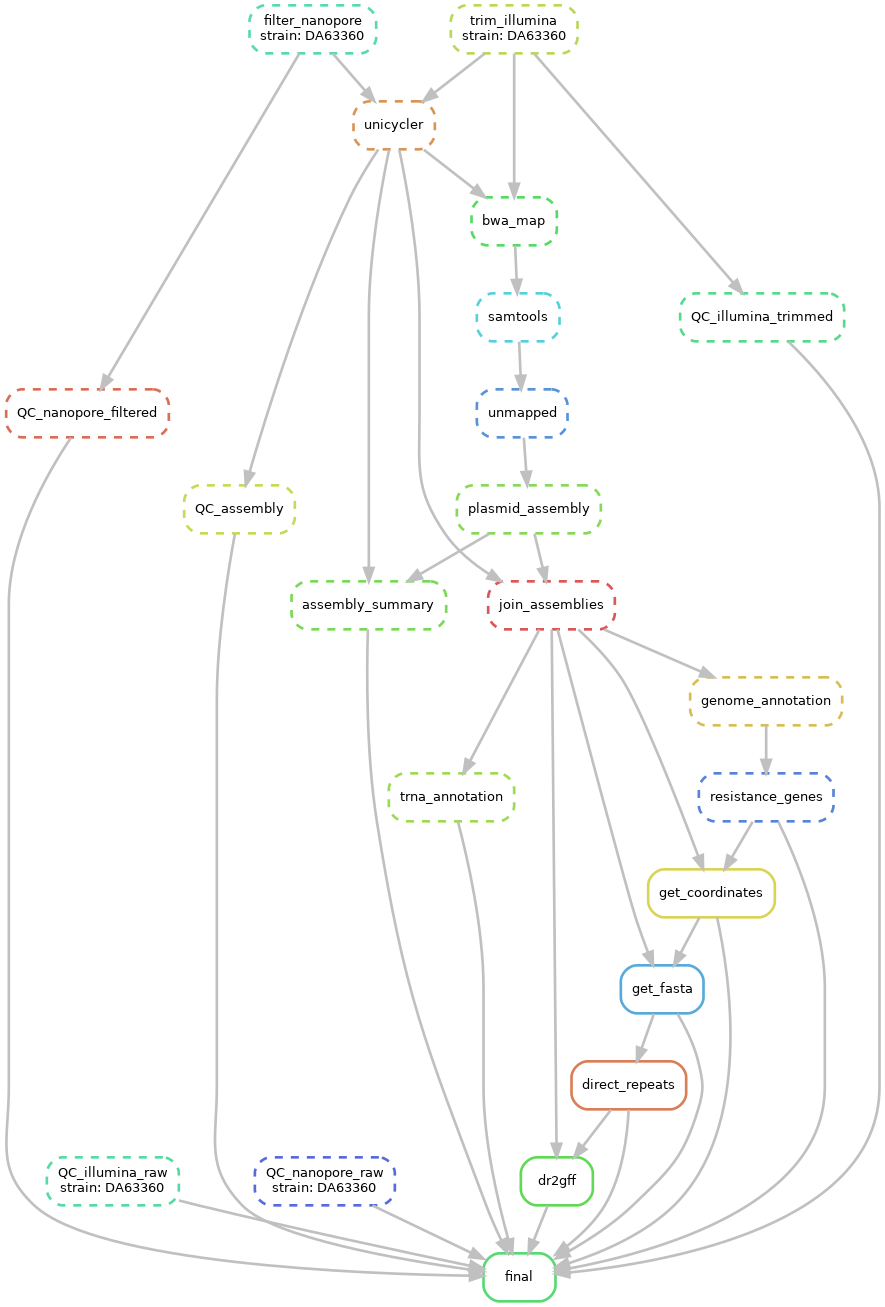 filter_nanopore
strain: DA63360
trim_illumina
strain: DA63360
unicycler
bwa_map
samtools
QC_illumina_trimmed
QC_nanopore_filtered
unmapped
QC_assembly
plasmid_assembly
assembly_summary
join_assemblies
genome_annotation
trna_annotation
resistance_genes
get_coordinates
get_fasta
direct_repeats
QC_illumina_raw
strain: DA63360
QC_nanopore_raw
strain: DA63360
dr2gff
final